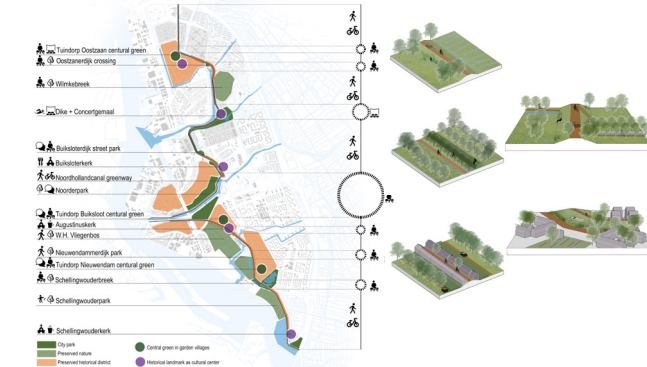 Tuindorp Oostzaan centural green
Oostzanerdijk crossing
Wilmkebreek
Dike + Concertgemaal
Buiksloterdijk street park
Buiksloterkerk
Noordhollandcanal greenway
Noorderpark
Tuindorp Buiksloot centural green
Augustinuskerk
W.H. Vliegenbos
Nieuwendammerdijk park
Tuindorp Nieuwendam centural green
Schellingwouderbreek
Schellingwouderpark
Schellingwouderkerk
City park
Preserved nature
Preserved historical district
Central green in garden villages
Historical landmark as cultural center